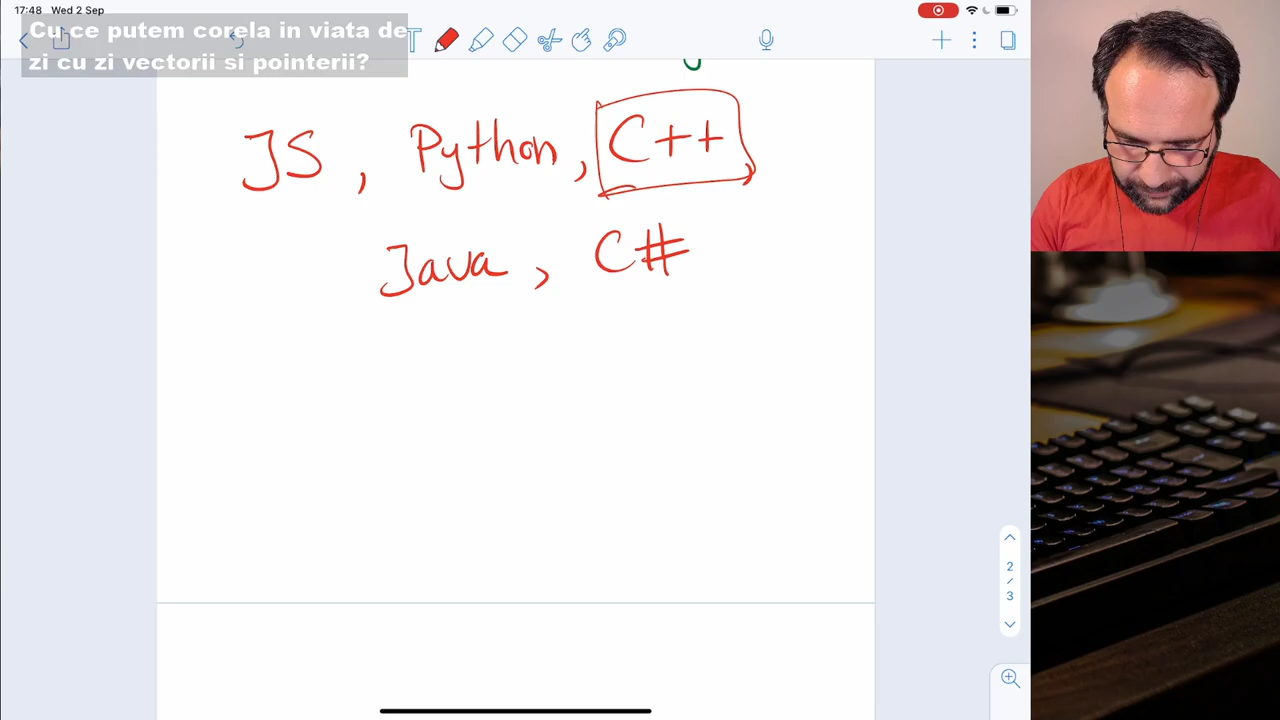 17:48 Wed 2 Sep
Cu ce putem corela in viata de
zi cu zi vectorii si pointerii?
T
JS, Python, C++
Java, C#
2
/
3